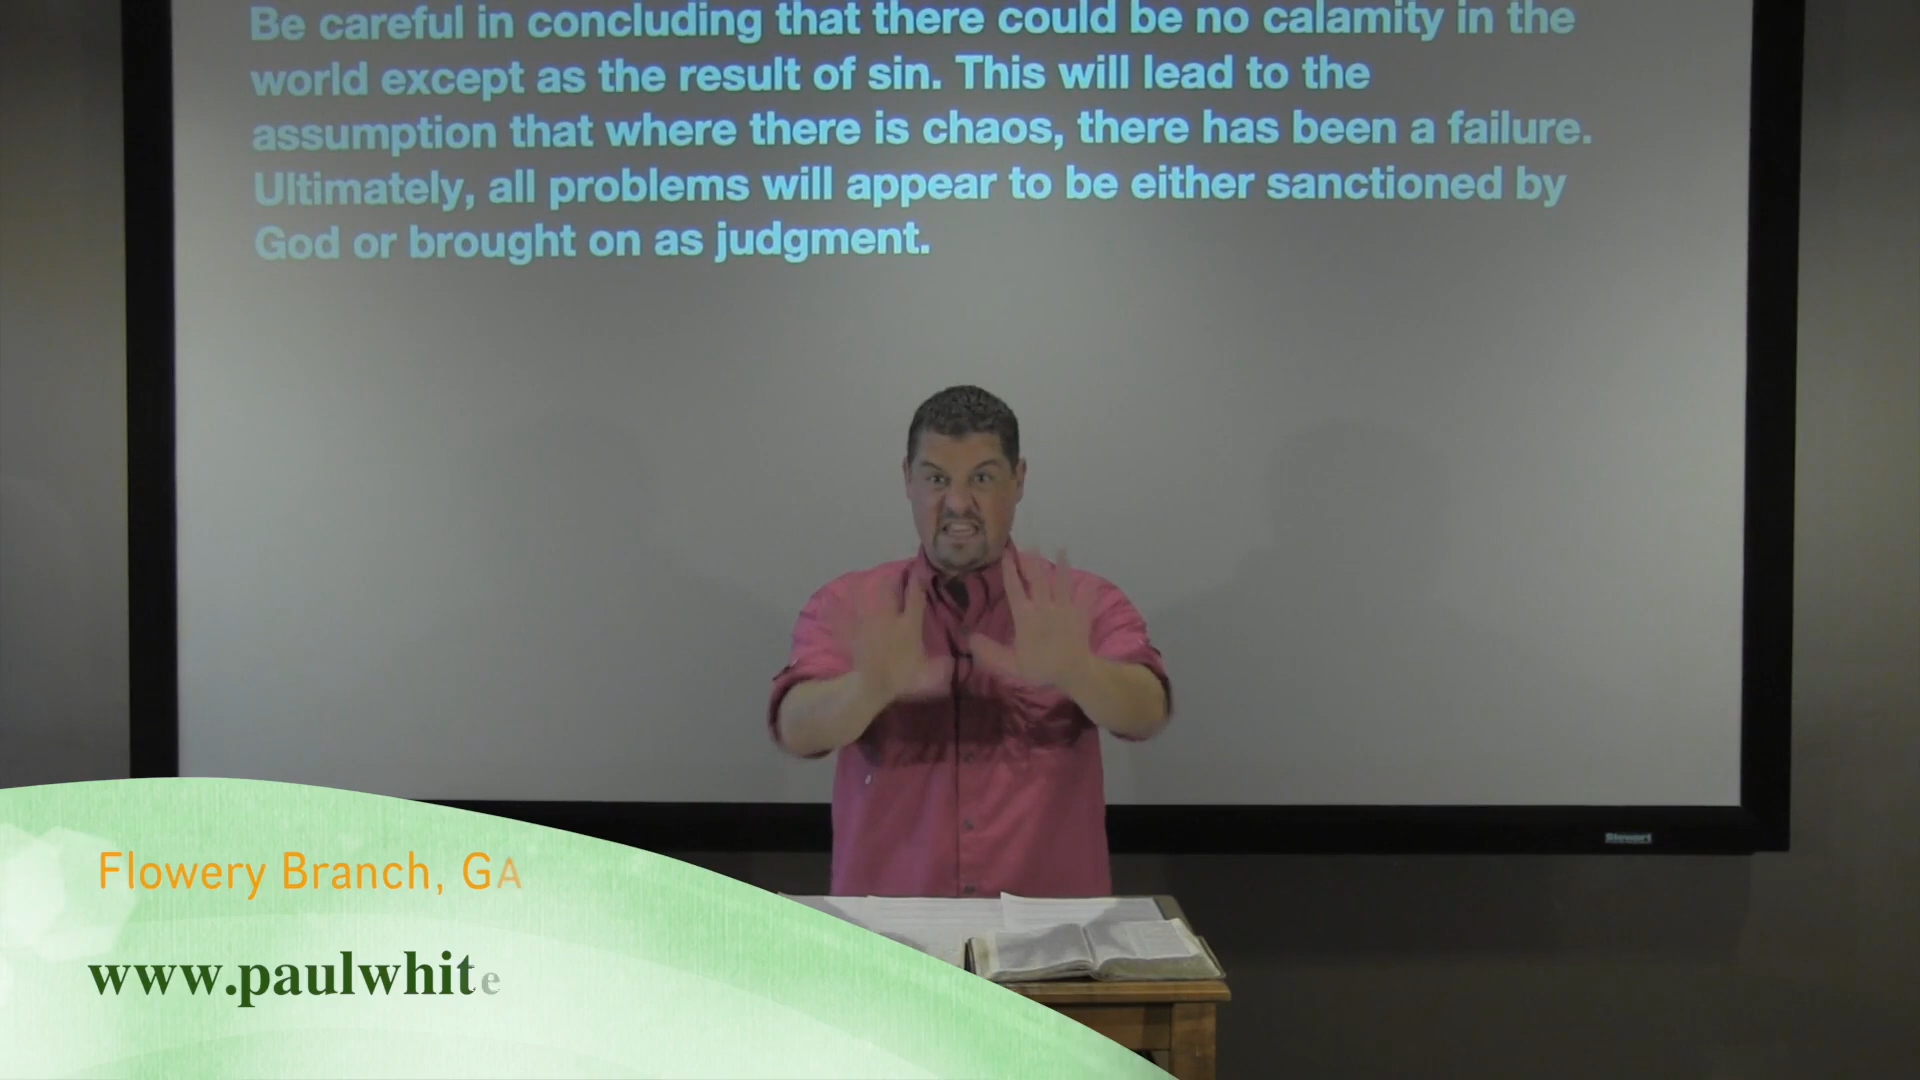 Be careful in concluding that there could be no calamity in the
world except as the result of sin. This will lead to the
assumption that where there is chaos, there has been a failure.
Ultimately, all problems will appear to be either sanctioned by
God or brought on as judgment.
Stewart
Flowery Branch, GA
www.paulwhite